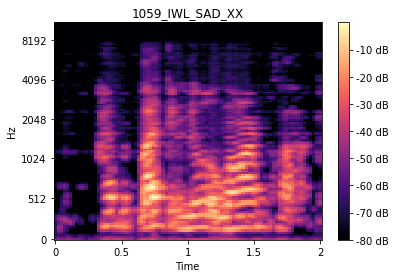 1059_IWL_SAD_XX
8192
4096
2048
1024
512
0
Hz
0
0.5
1
1.5
2
Time
-10 dB
-20 dB
-30 dB
-40 dB
-50 dB
-60 dB
-70 dB
-80 dB